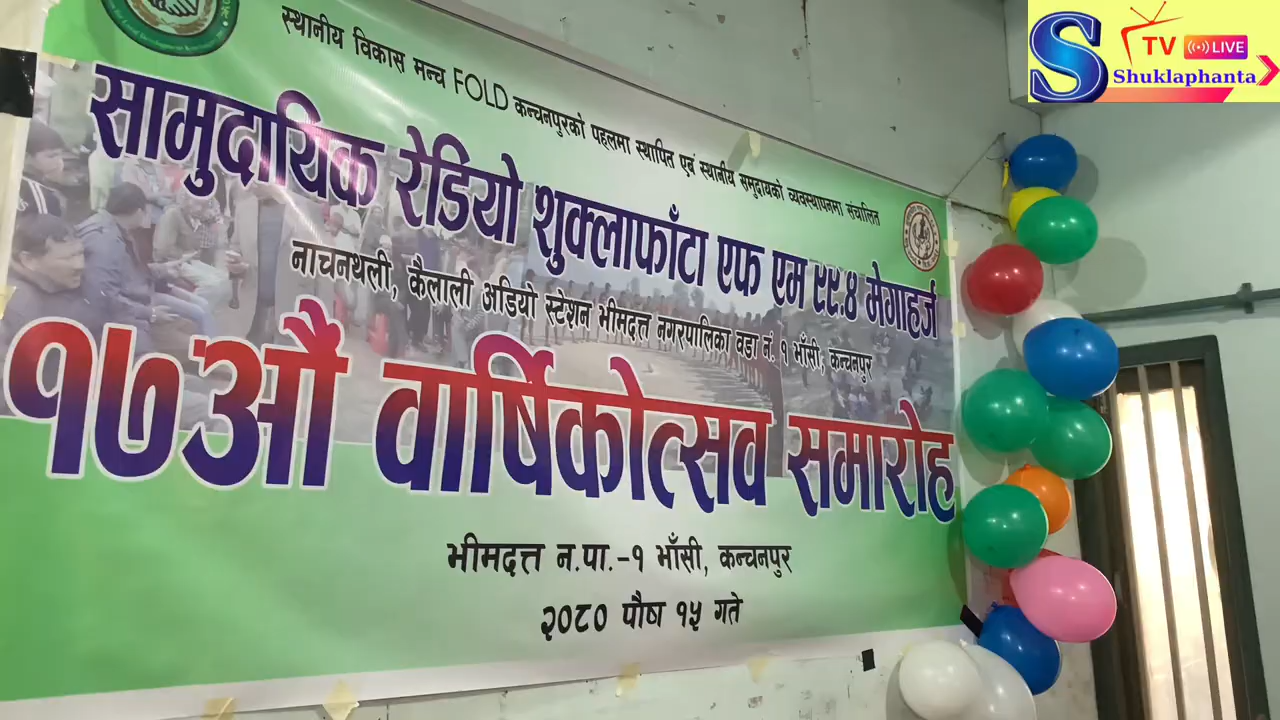 स्थानीय विकास मन्च FOLD कन्चनपुरको पहलमा स्थापित एवं स्थानीय समुदायको व्यवस्थापनमा संचालित
सामुदायिक रेडियो शुक्लाफाँटा एफ एम ९९.४ मेगाहर्ज
नाचनथली, कैलाली अडियो स्टेशन भीमदत्त नगरपालिका वडा नं. १ भाँसी, कन्चनपुर
१७औं वार्षिकोत्सव समारोह
भीमदत्त न.पा.-१ भाँसी, कन्चनपुर
२०८० पौष १५ गते
S TV LIVE
Shuklaphanta